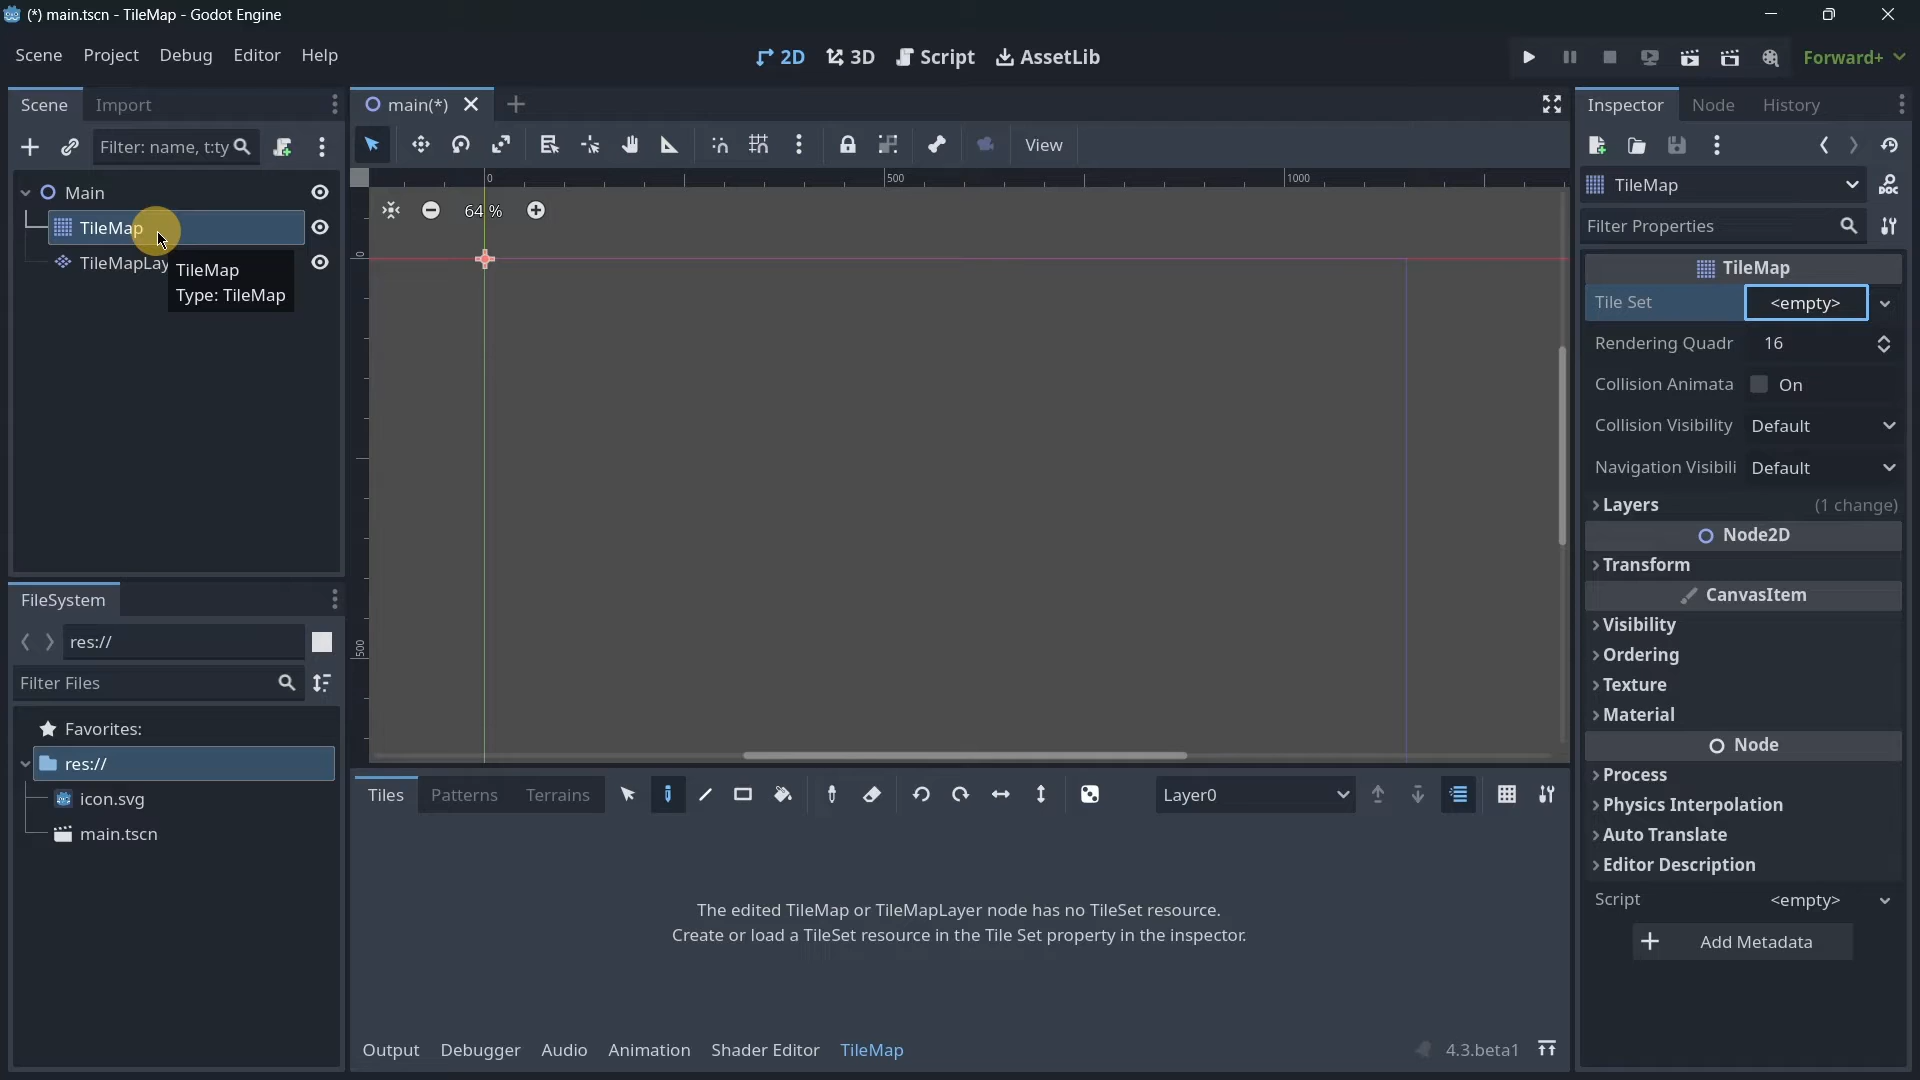 (*) main.tscn - TileMap - Godot Engine
Scene Project Debug Editor Help
2D 3D Script AssetLib
Forward+
Scene Import
main(*)
Inspector Node History
Filter: name, t:ty
View
TileMap
Main
TileMap
TileMapLay
TileMap
Type: TileMap
0 500 1000
64 %
0
500
Filter Properties
TileMap
Tile Set <empty>
Rendering Quadr 16
Collision Animata On
Collision Visibility Default
Navigation Visibili Default
Layers (1 change)
Node2D
Transform
CanvasItem
Visibility
Ordering
Texture
Material
Node
Process
Physics Interpolation
Auto Translate
Editor Description
Script <empty>
Add Metadata
FileSystem
res://
Filter Files
Favorites:
res://
icon.svg
main.tscn
Tiles Patterns Terrains
Layer0
The edited TileMap or TileMapLayer node has no TileSet resource.
Create or load a TileSet resource in the Tile Set property in the inspector.
Output Debugger Audio Animation Shader Editor TileMap
4.3.beta1